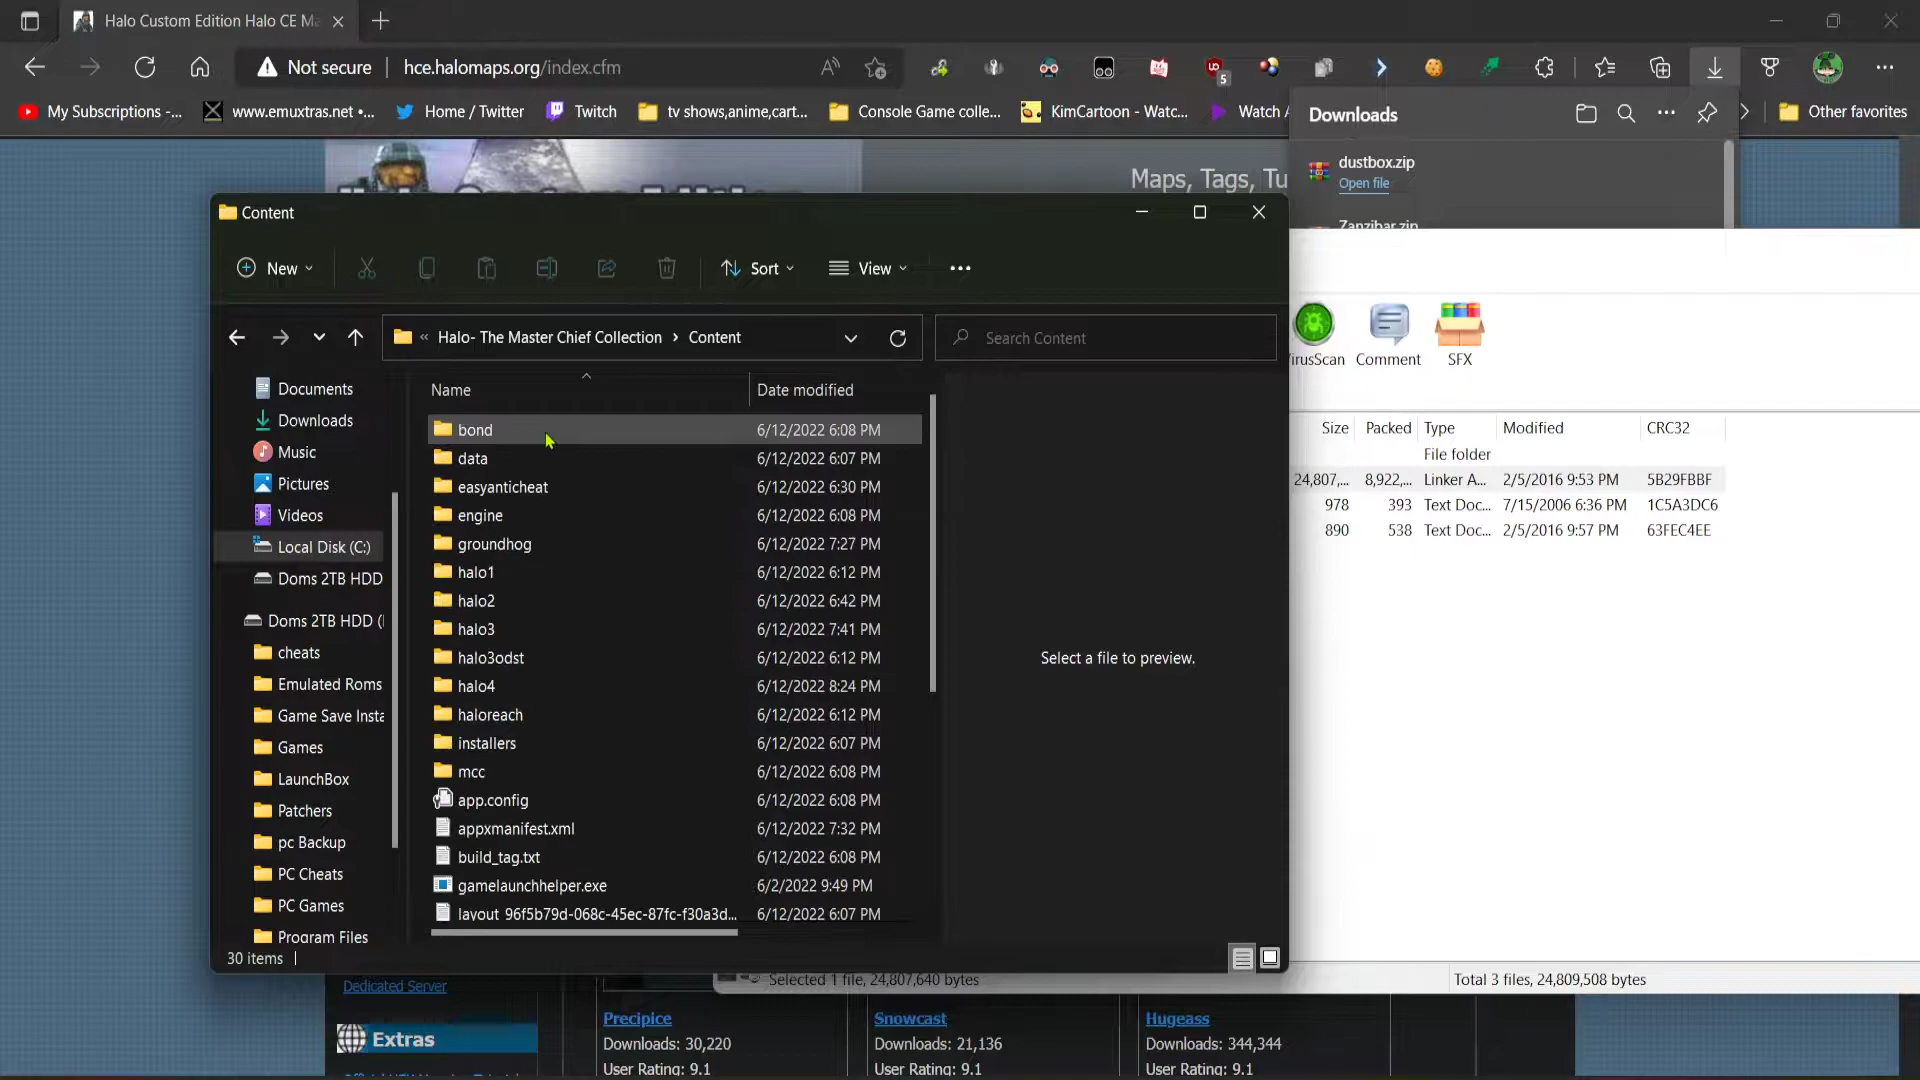 Halo Custom Edition Halo CE Ma
Not secure
hce.halomaps.org/index.cfm
5
My Subscriptions -...
www.emuxtras.net •...
Home / Twitter
Twitch
tv shows,anime,cart...
Console Game colle...
KimCartoon - Watc...
Watch A
Other favorites
Downloads
dustbox.zip
Open file
Zanzibar.zip
Maps, Tags, Tu
Content
New
Sort
View
Halo- The Master Chief Collection > Content
Search Content
Documents
Downloads
Music
Pictures
Videos
Local Disk (C:)
Doms 2TB HDD
Doms 2TB HDD (
cheats
Emulated Roms
Game Save Insta
Games
LaunchBox
Patchers
pc Backup
PC Cheats
PC Games
Program Files
Name Date modified
bond 6/12/2022 6:08 PM
data 6/12/2022 6:07 PM
easyanticheat 6/12/2022 6:30 PM
engine 6/12/2022 6:08 PM
groundhog 6/12/2022 7:27 PM
halo1 6/12/2022 6:12 PM
halo2 6/12/2022 6:42 PM
halo3 6/12/2022 7:41 PM
halo3odst 6/12/2022 6:12 PM
halo4 6/12/2022 8:24 PM
haloreach 6/12/2022 6:12 PM
installers 6/12/2022 6:07 PM
mcc 6/12/2022 6:08 PM
app.config 6/12/2022 6:08 PM
appxmanifest.xml 6/12/2022 7:32 PM
build_tag.txt 6/12/2022 6:08 PM
gamelaunchhelper.exe 6/2/2022 9:49 PM
layout_96f5b79d-068c-45ec-87fc-f30a3d... 6/12/2022 6:07 PM
Select a file to preview.
30 items
irusScan
Comment
SFX
Size Packed Type Modified CRC32
File folder
24,807,... 8,922,... Linker A... 2/5/2016 9:53 PM 5B29FBBF
978 393 Text Doc... 7/15/2006 6:36 PM 1C5A3DC6
890 538 Text Doc... 2/5/2016 9:57 PM 63FEC4EE
Selected 1 file, 24,807,640 bytes
Total 3 files, 24,809,508 bytes
Dedicated Server
Extras
Precipice
Downloads: 30,220
User Rating: 9.1
Snowcast
Downloads: 21,136
User Rating: 9.1
Hugeass
Downloads: 344,344
User Rating: 9.1